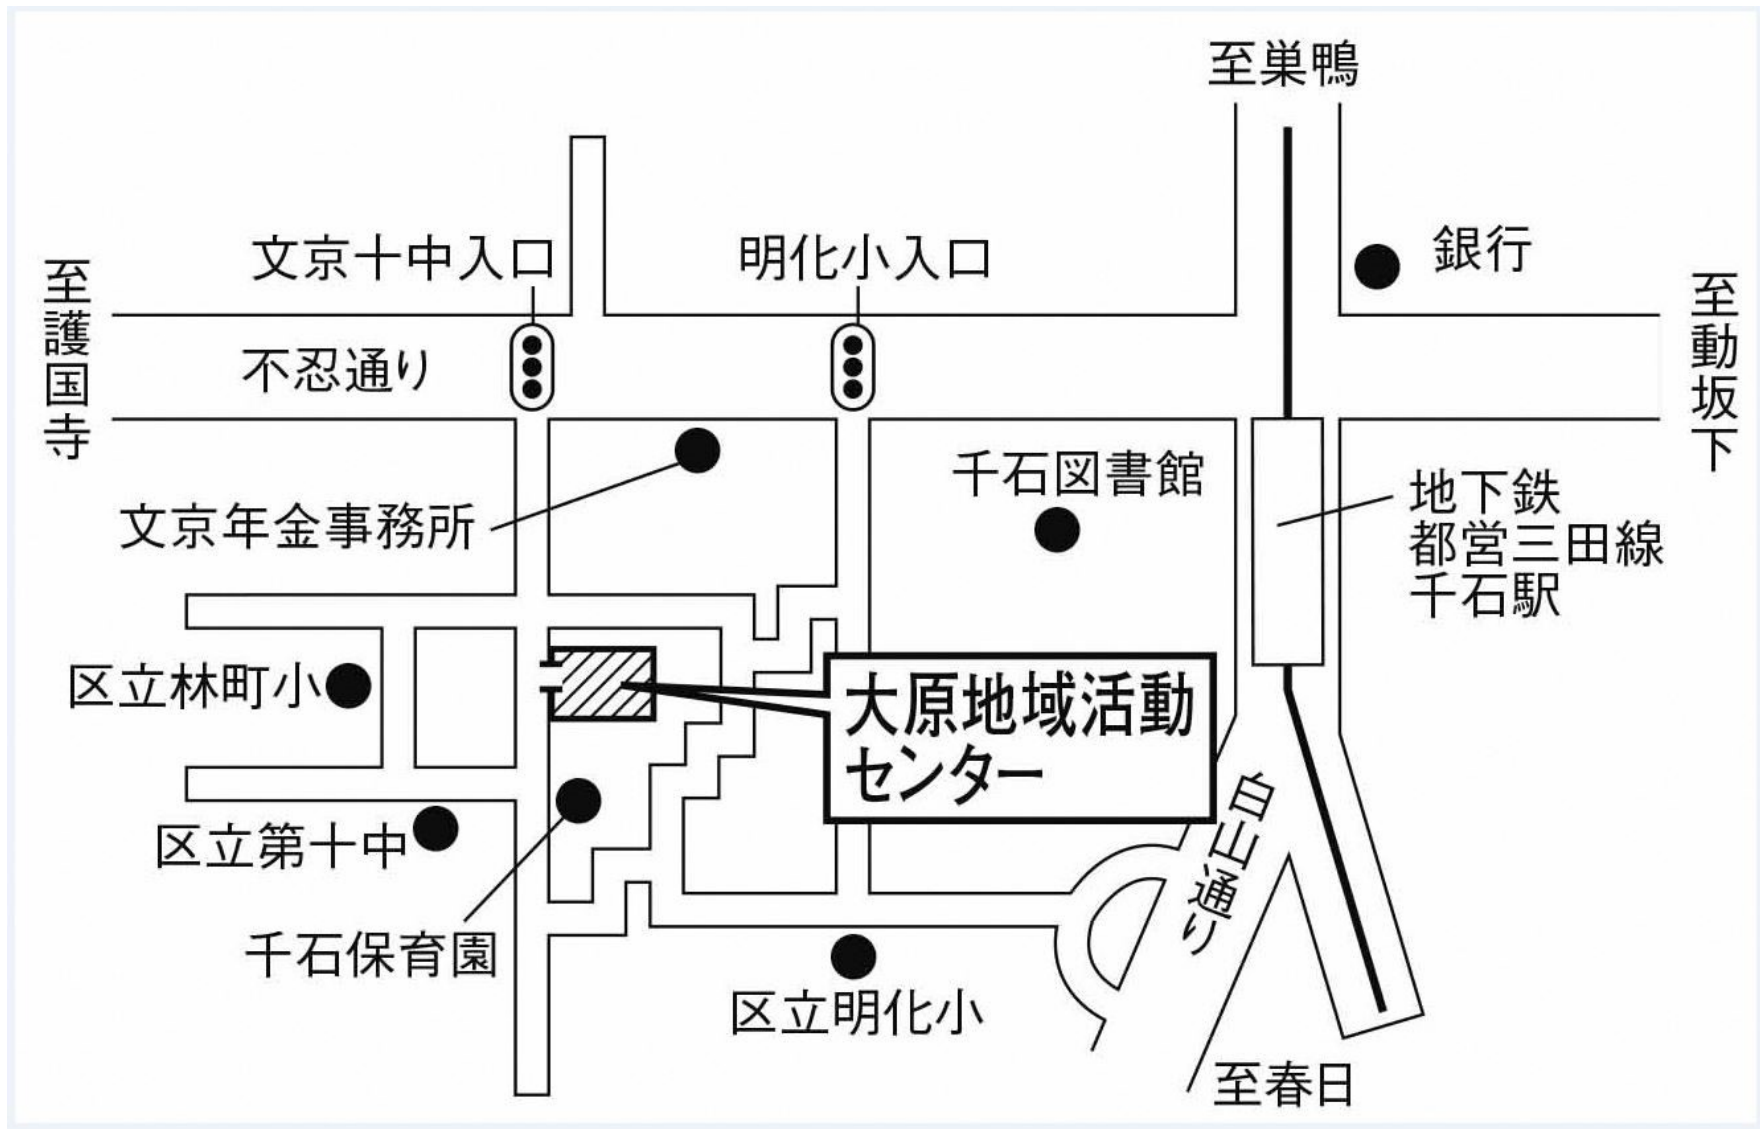 至巣鴨
文京十中入口
明化小入口
銀行
至護国寺
不忍通り
至動坂下
千石図書館
文京年金事務所
地下鉄
都営三田線
千石駅
区立林町小
大原地域活動
センター
白山通り
区立第十中
千石保育園
区立明化小
至春日